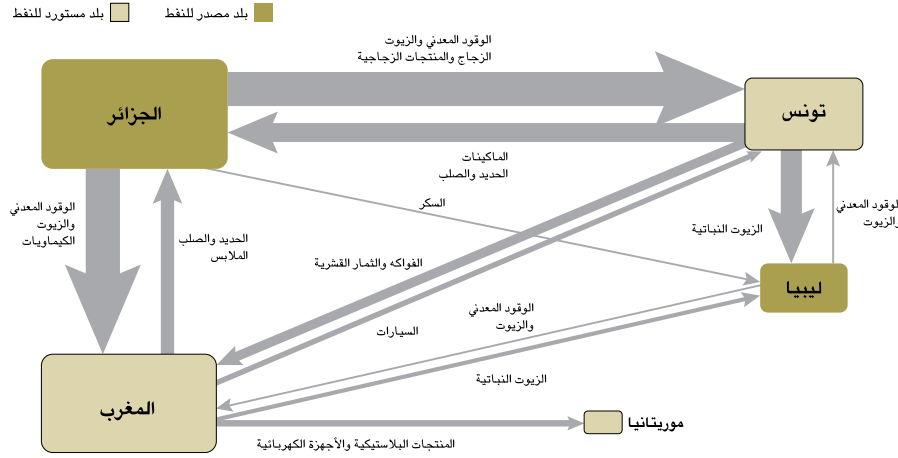 بلد مصدر للنفط
بلد مستورد للنفط
الوقود المعدني والزيوت
الزجاج والمنتجات الزجاجية
الجزائر
تونس
الماكينات
الحديد والصلب
السكر
الوقود المعدني
والزيوت
الكيماويات
الحديد والصلب
الملابس
الزيوت النباتية
الوقود المعدني
والزيوت
الفواكه والثمار القشرية
ليبيا
الوقود المعدني
والزيوت
السيارات
الزيوت النباتية
المغرب
موريتانيا
المنتجات البلاستيكية والأجهزة الكهربائية